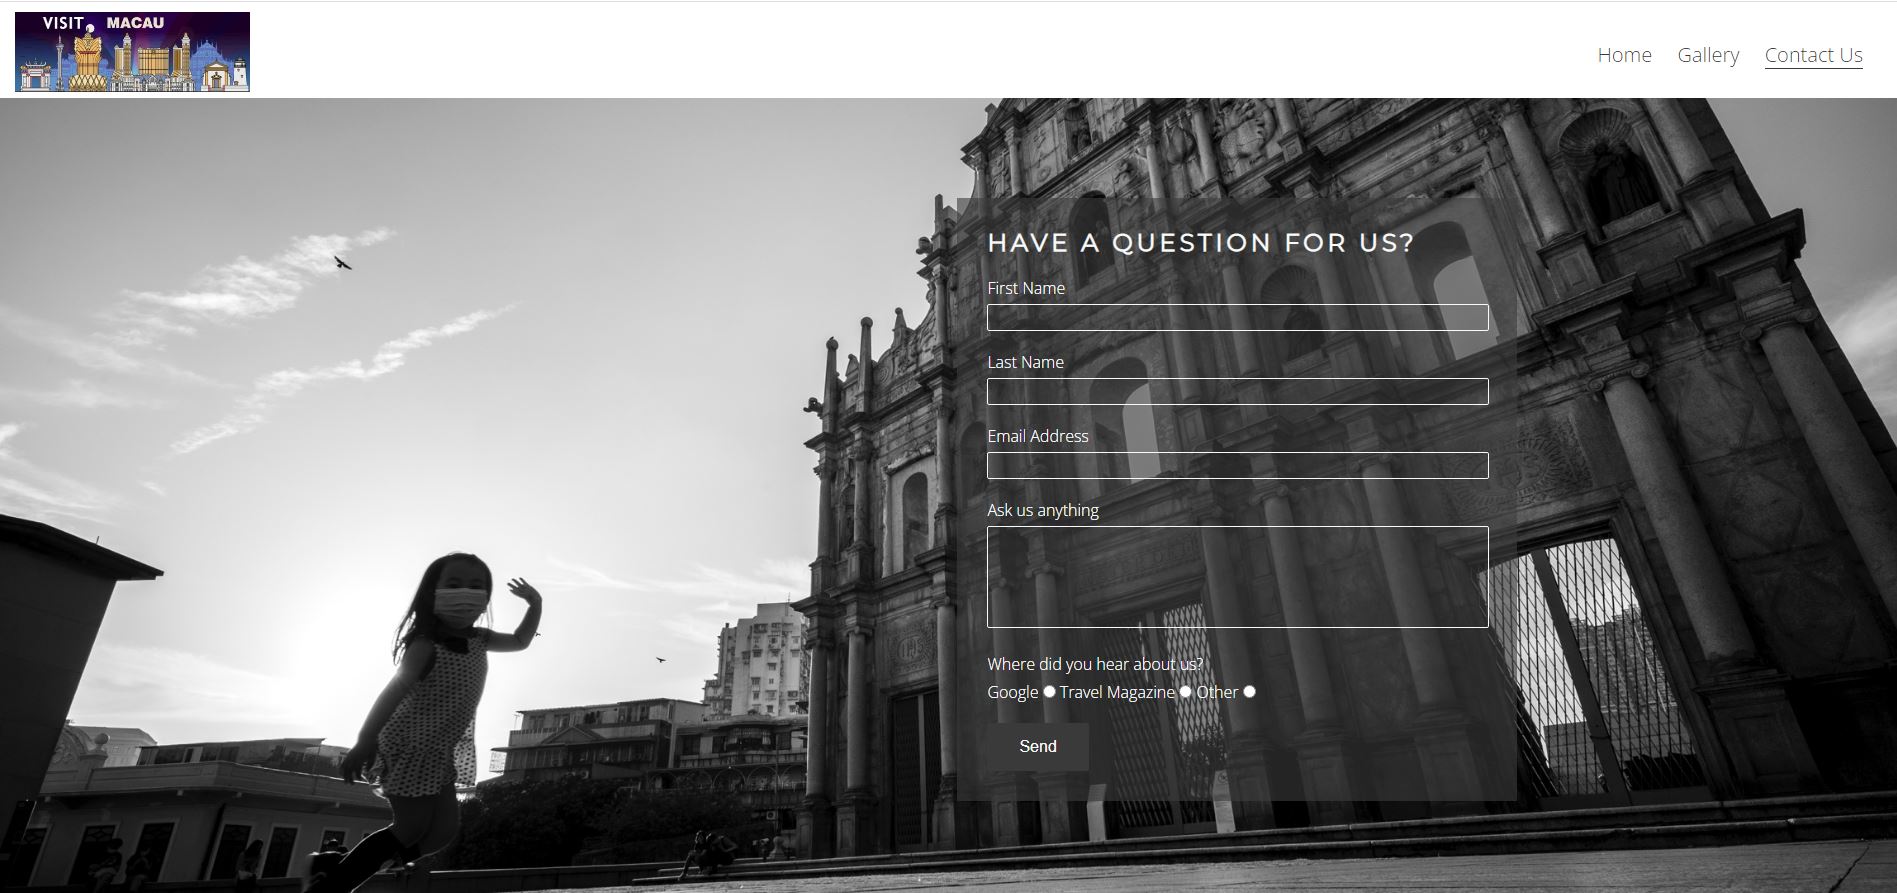 VISIT MACAU
Home Gallery Contact Us
HAVE A QUESTION FOR US?
First Name
Last Name
Email Address
Ask us anything
Where did you hear about us?
Google Travel Magazine Other
Send
IHS